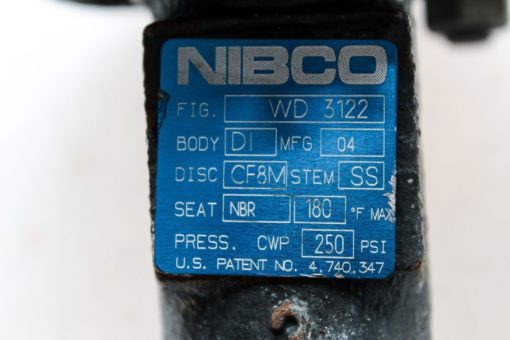 NIBCO
FIG. WD 3122
BODY DI MFG 04
DISC CF8M STEM SS
SEAT NBR 180 °F MAX
PRESS. CWP 250 PSI
U.S. PATENT NO. 4,740,347